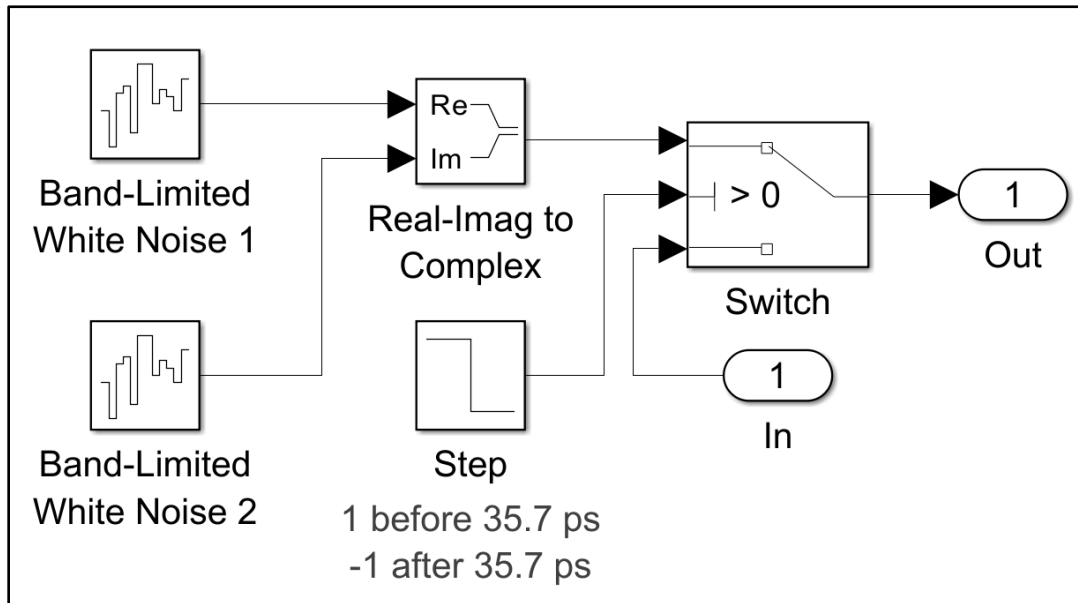 Band-Limited
White Noise 1
Re
Im
Real-Imag to
Complex
> 0
Switch
1
Out
Band-Limited
White Noise 2
Step
1 before 35.7 ps
-1 after 35.7 ps
1
In